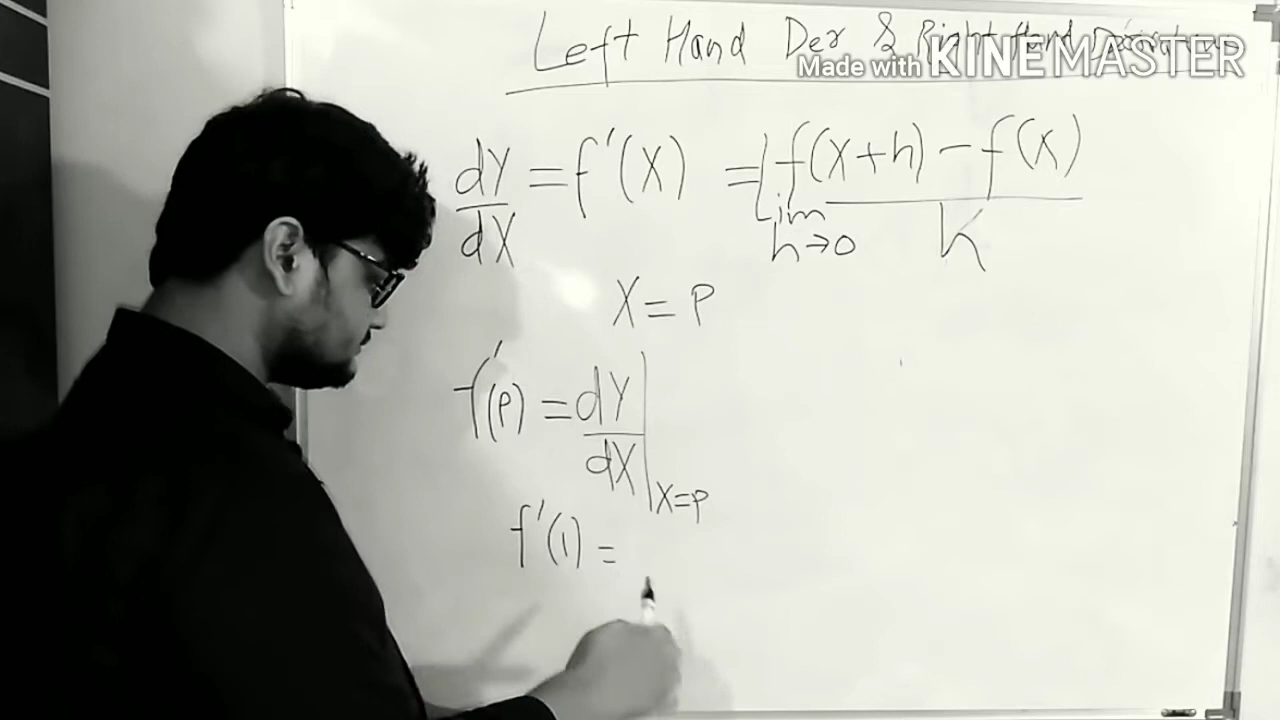 Left Hand Der & Right Hand Derivative
Made with KINEMASTER
dY/dX = f'(X) = Lim h→0 f(X+h) - f(X) / h
X = P
f'(P) = dY/dX | X=P
f'(1) =